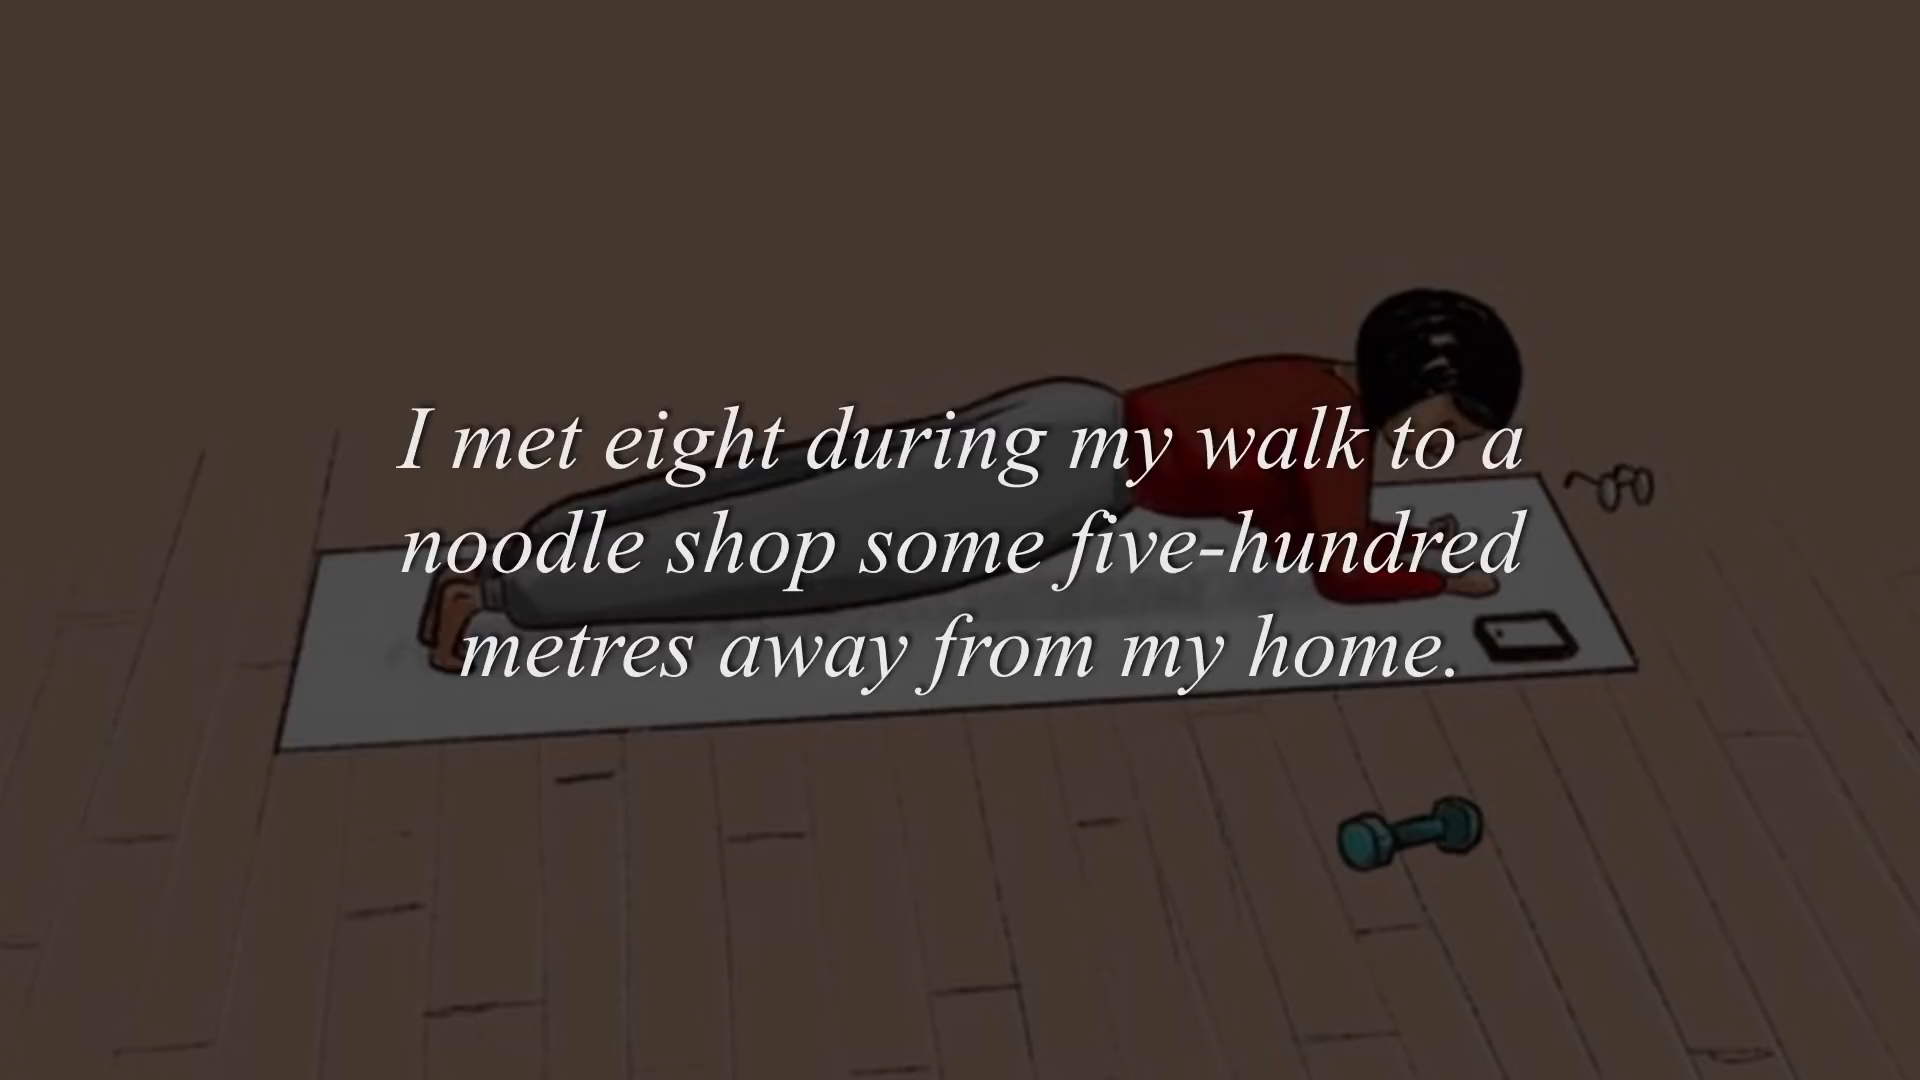 I met eight during my walk to a
noodle shop some five-hundred
metres away from my home.